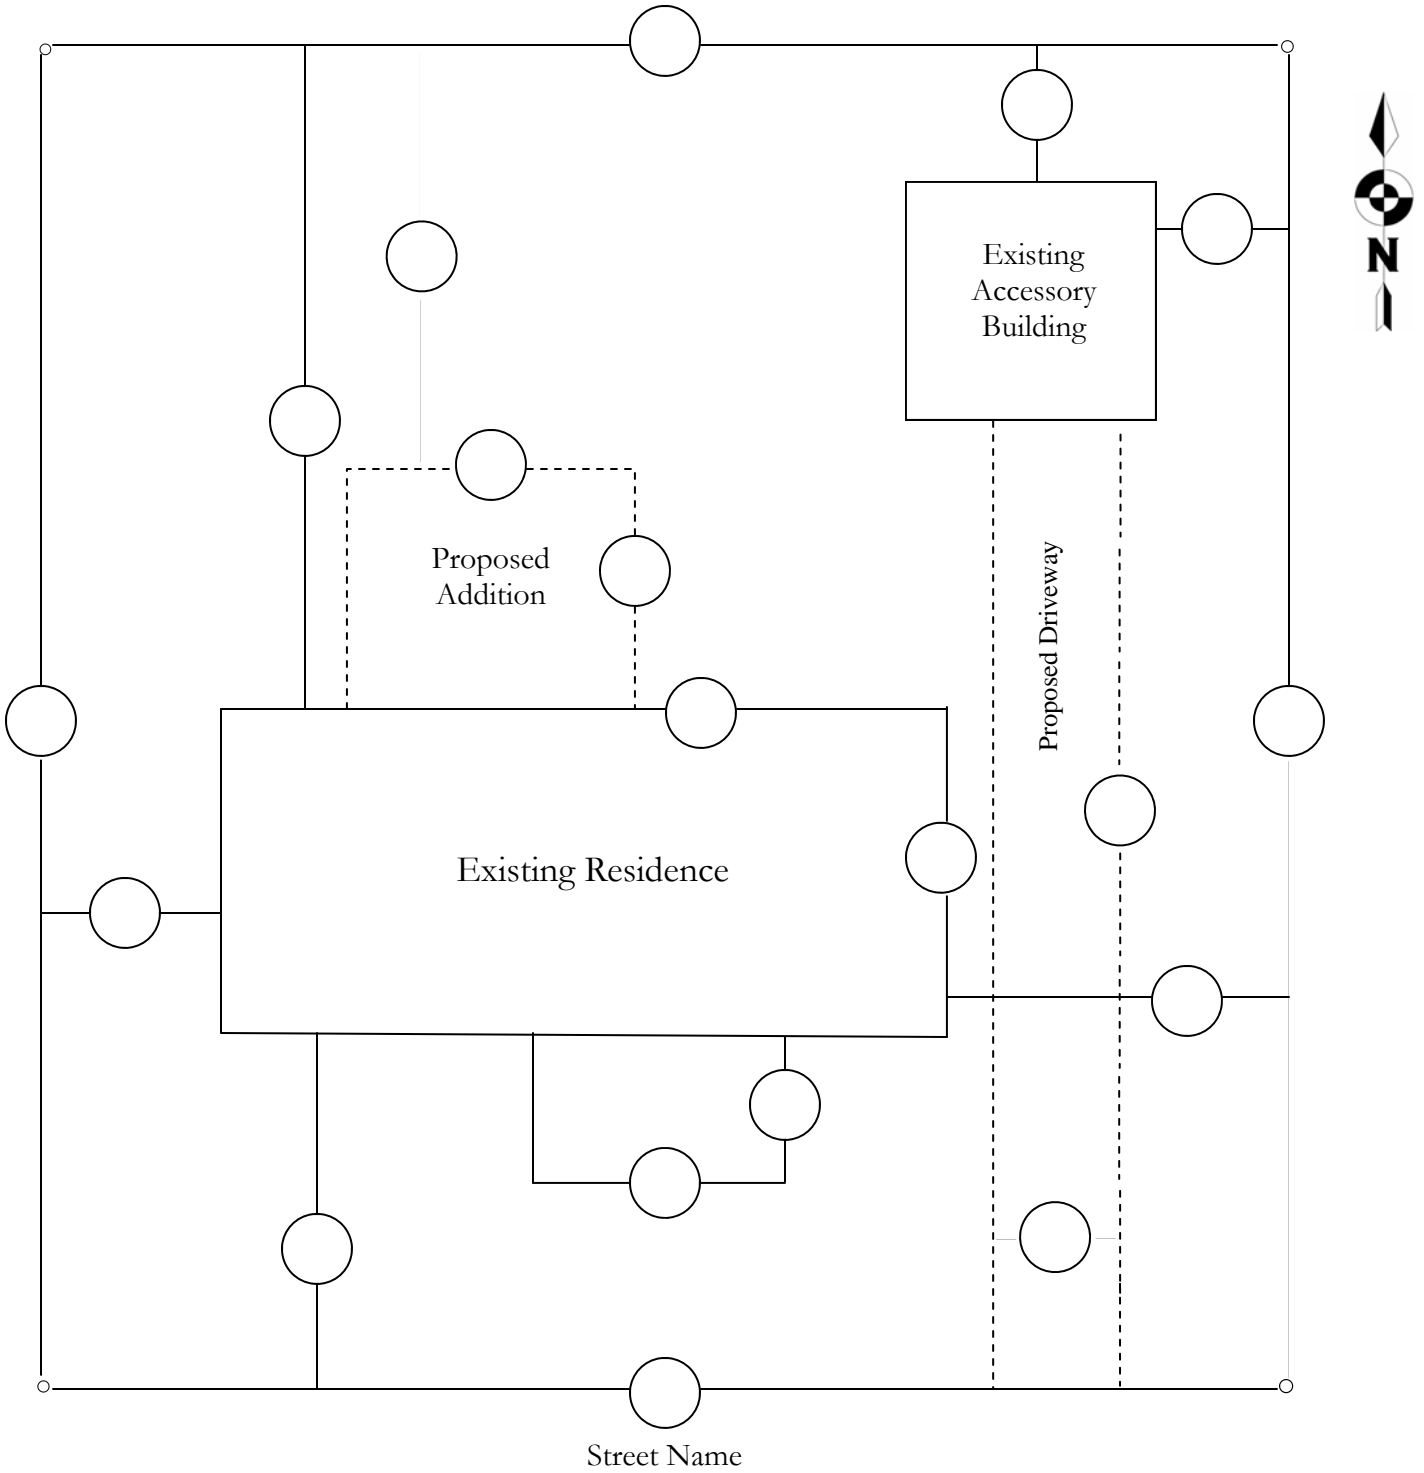 N
Existing
Accessory
Building
Proposed
Addition
Proposed Driveway
Existing Residence
Street Name